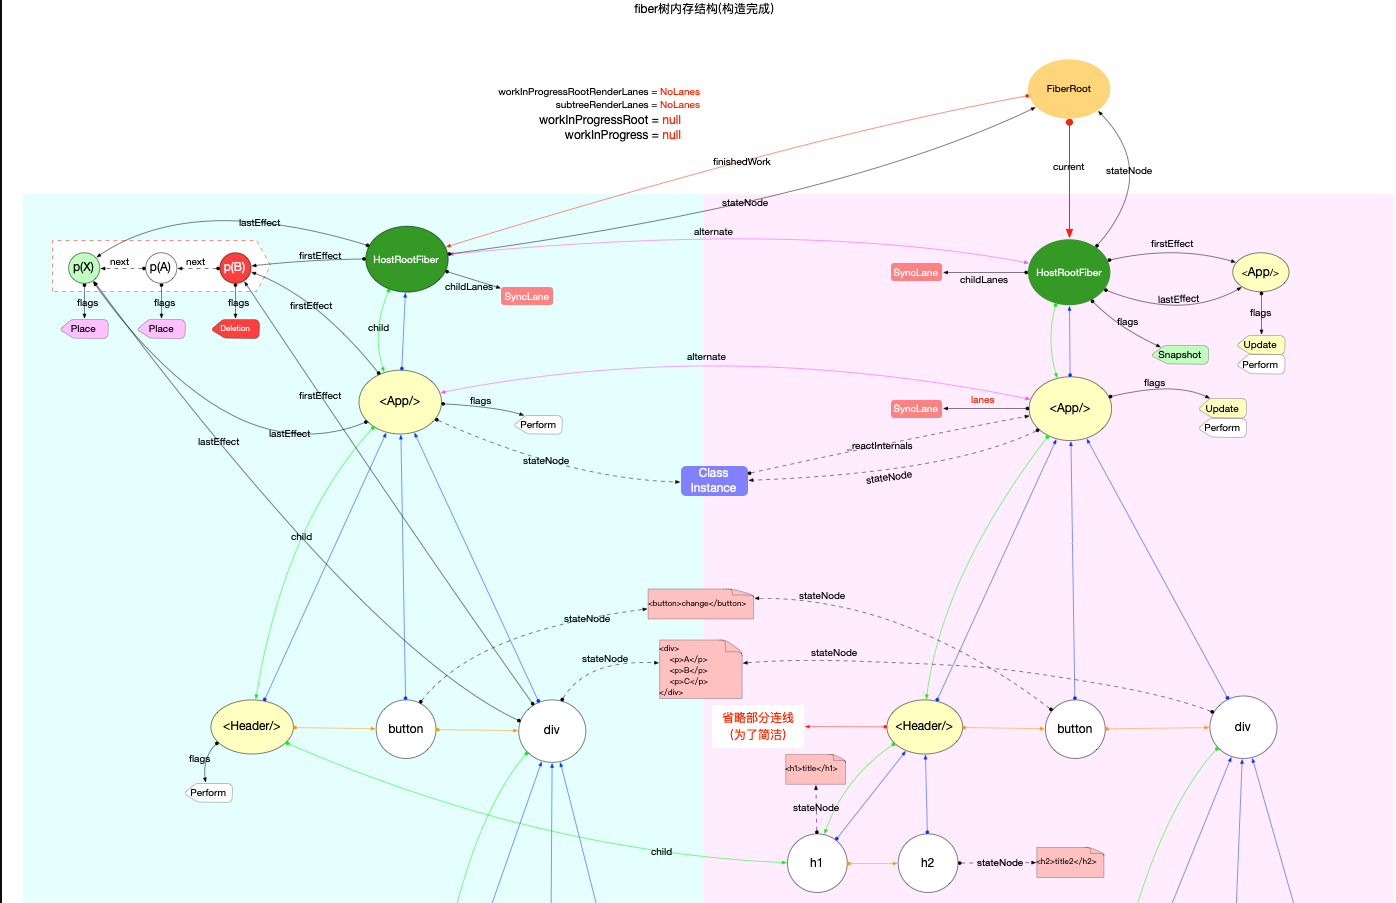 fiber树内存结构(构造完成)
FiberRoot
workInProgressRootRenderLanes = NoLanes
subtreeRenderLanes = NoLanes
workInProgressRoot = null
workInProgress = null
finishedWork
current
stateNode
stateNode
lastEffect
alternate
firstEffect
HostRootFiber
firstEffect
p(X)
next
p(A)
next
p(B)
HostRootFiber
SyncLane
childLanes
<App/>
childLanes
SyncLane
lastEffect
flags
flags
flags
firstEffect
flags
flags
Place
Place
Deletion
child
Update
Perform
Snapshot
alternate
firstEffect
<App/>
flags
Perform
SyncLane
lanes
<App/>
flags
Update
Perform
lastEffect
lastEffect
reactInternals
stateNode
Class
Instance
stateNode
child
<button>change</button>
stateNode
stateNode
<div>
<p>A</p>
<p>B</p>
<p>C</p>
</div>
stateNode
stateNode
<Header/>
button
div
省略部分连线
(为了简洁)
<Header/>
button
div
flags
Perform
<h1>title</h1>
stateNode
child
h1
h2
stateNode
<h2>title2</h2>